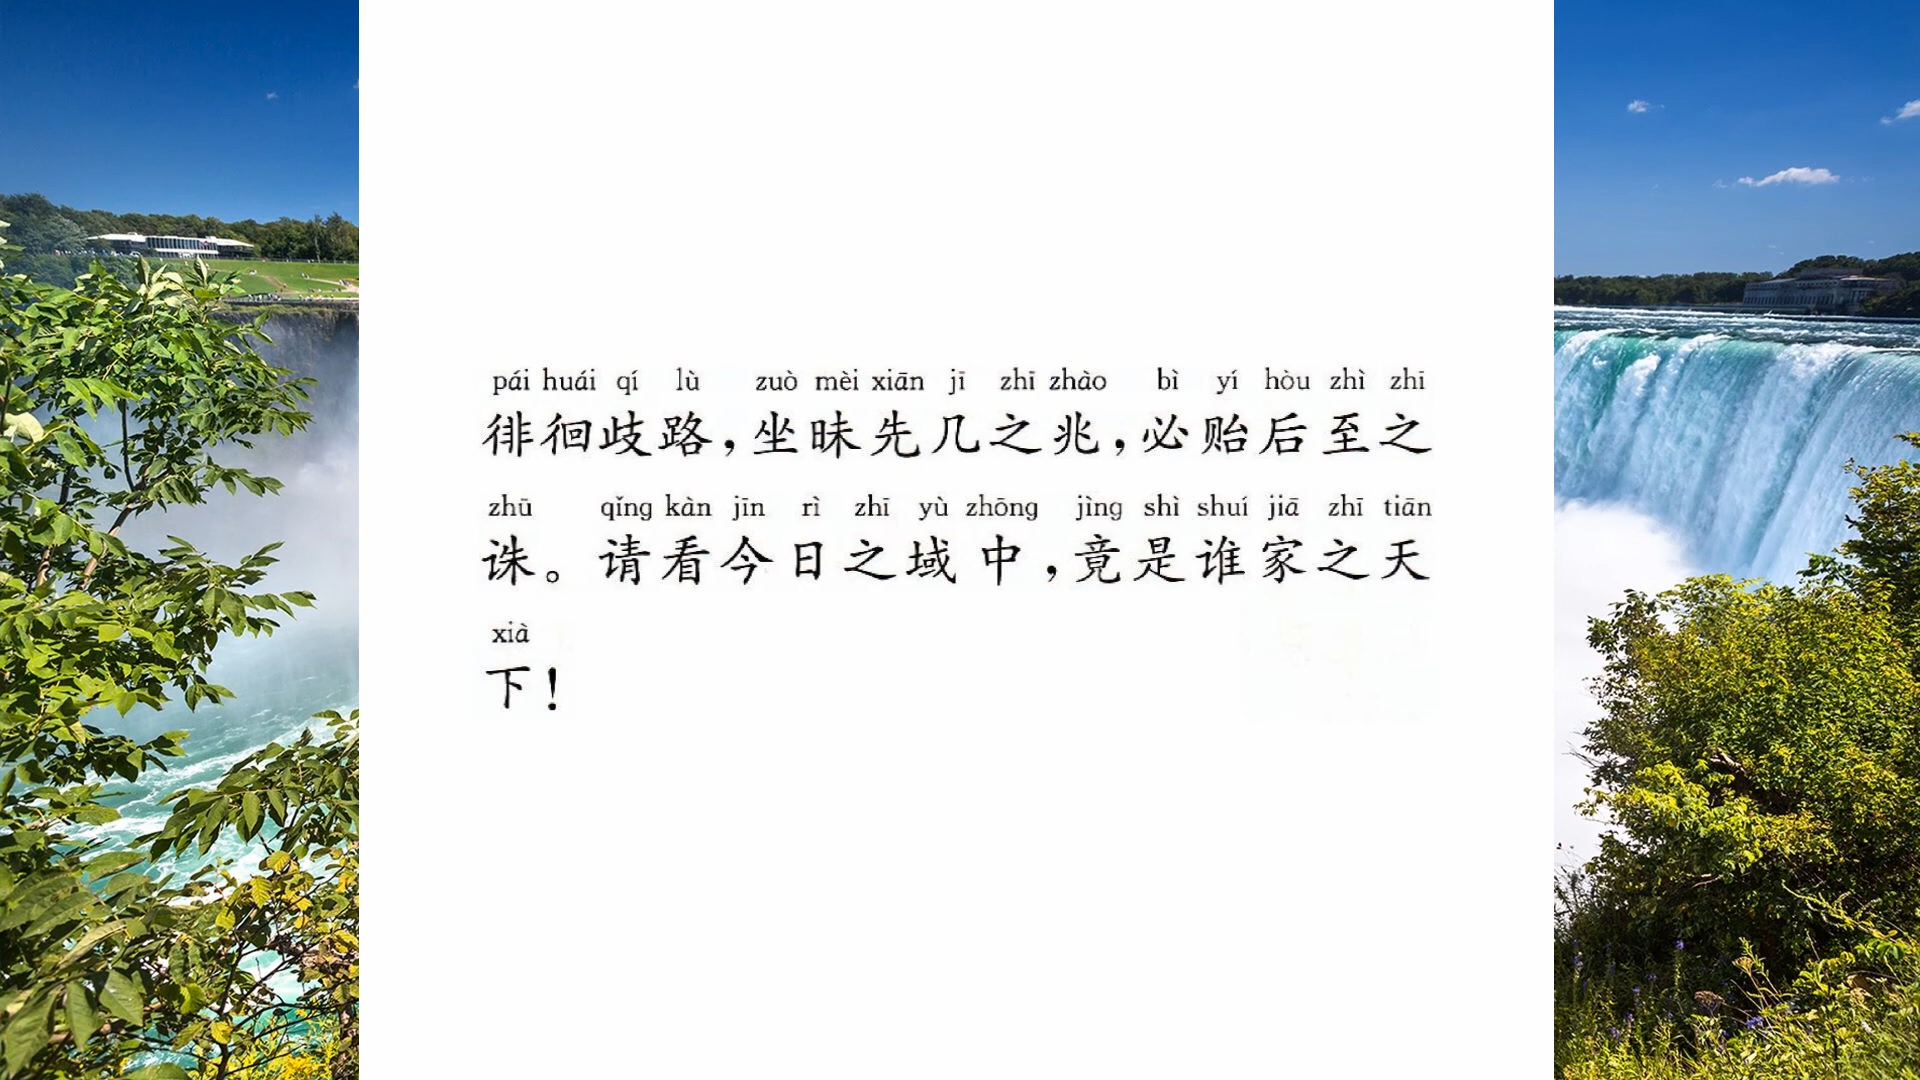 pái huái qí lù zuò mèi xiān jī zhī zhào bì yí hòu zhì zhī
徘徊歧路，坐昧先几之兆，必贻后至之
zhū qǐng kàn jīn rì zhī yù zhōng jìng shì shuí jiā zhī tiān
诛。请看今日之域中，竟是谁家之天
xià
下！